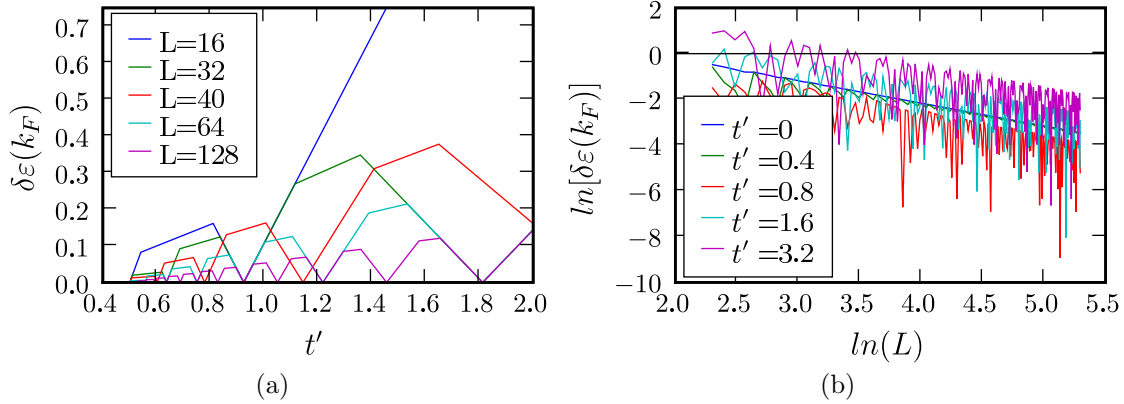 0.7
0.6
0.5
0.4
0.3
0.2
0.1
0.0
δε(k_F)
L=16
L=32
L=40
L=64
L=128
0.4 0.6 0.8 1.0 1.2 1.4 1.6 1.8 2.0
t′
(a)
2
0
−2
−4
−6
−8
−10
ln[δε(k_F)]
t′ =0
t′ =0.4
t′ =0.8
t′ =1.6
t′ =3.2
2.0 2.5 3.0 3.5 4.0 4.5 5.0 5.5
ln(L)
(b)